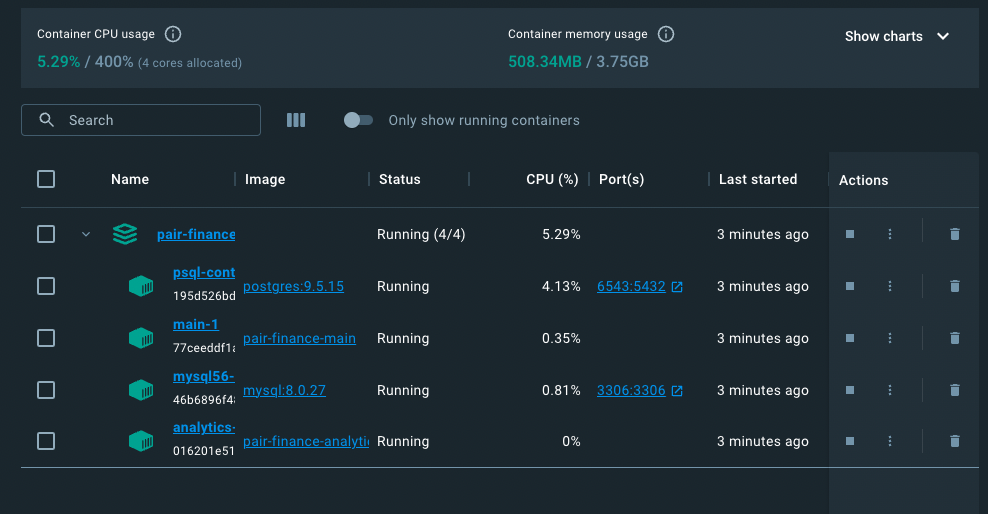 Container CPU usage
5.29% / 400% (4 cores allocated)
Container memory usage
508.34MB / 3.75GB
Show charts
Search
Only show running containers
Name Image Status CPU (%) Port(s) Last started Actions
pair-finance Running (4/4) 5.29% 3 minutes ago
psql-cont
195d526bd
postgres:9.5.15 Running 4.13% 6543:5432 3 minutes ago
main-1
77ceeddf1a
pair-finance-main Running 0.35% 3 minutes ago
mysql56-
46b6896f4
mysql:8.0.27 Running 0.81% 3306:3306 3 minutes ago
analytics-
016201e51
pair-finance-analytic Running 0% 3 minutes ago